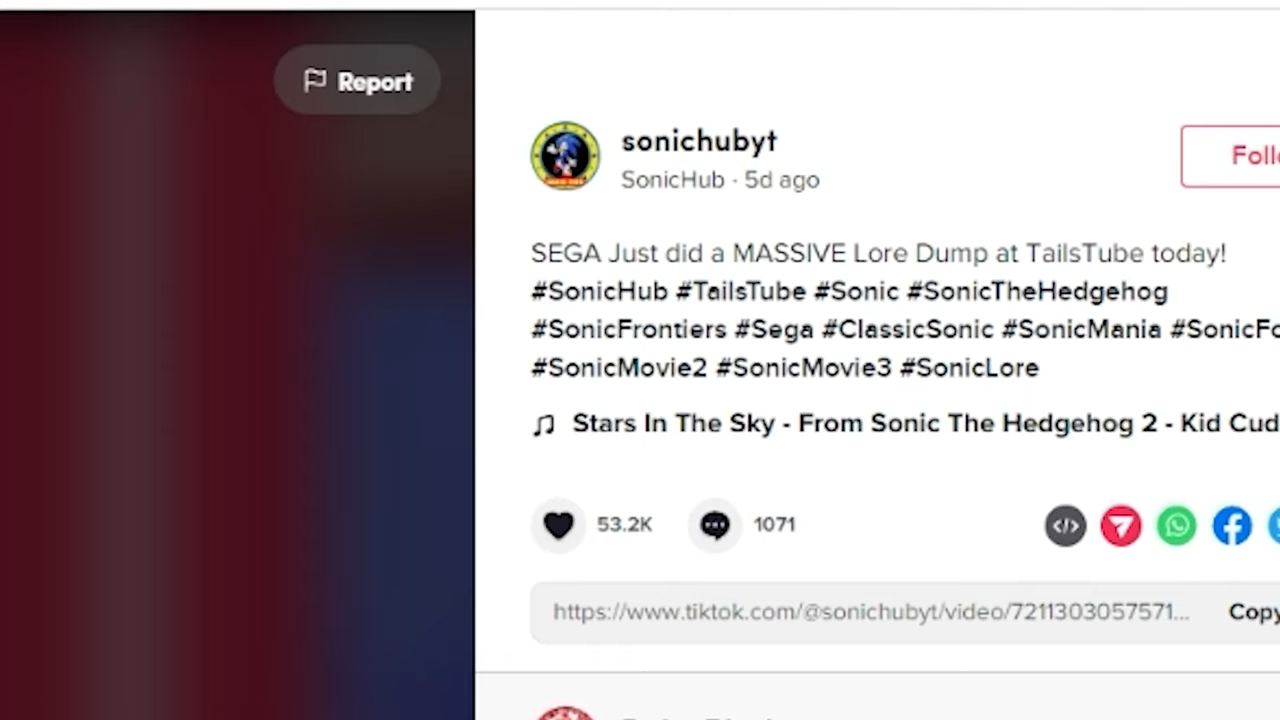 Report
sonichubyt
SonicHub · 5d ago
Foll
SEGA Just did a MASSIVE Lore Dump at TailsTube today!
#SonicHub #TailsTube #Sonic #SonicTheHedgehog
#SonicFrontiers #Sega #ClassicSonic #SonicMania #SonicFo
#SonicMovie2 #SonicMovie3 #SonicLore
Stars In The Sky - From Sonic The Hedgehog 2 - Kid Cud
53.2K 1071
https://www.tiktok.com/@sonichubyt/video/7211303057571... Copy